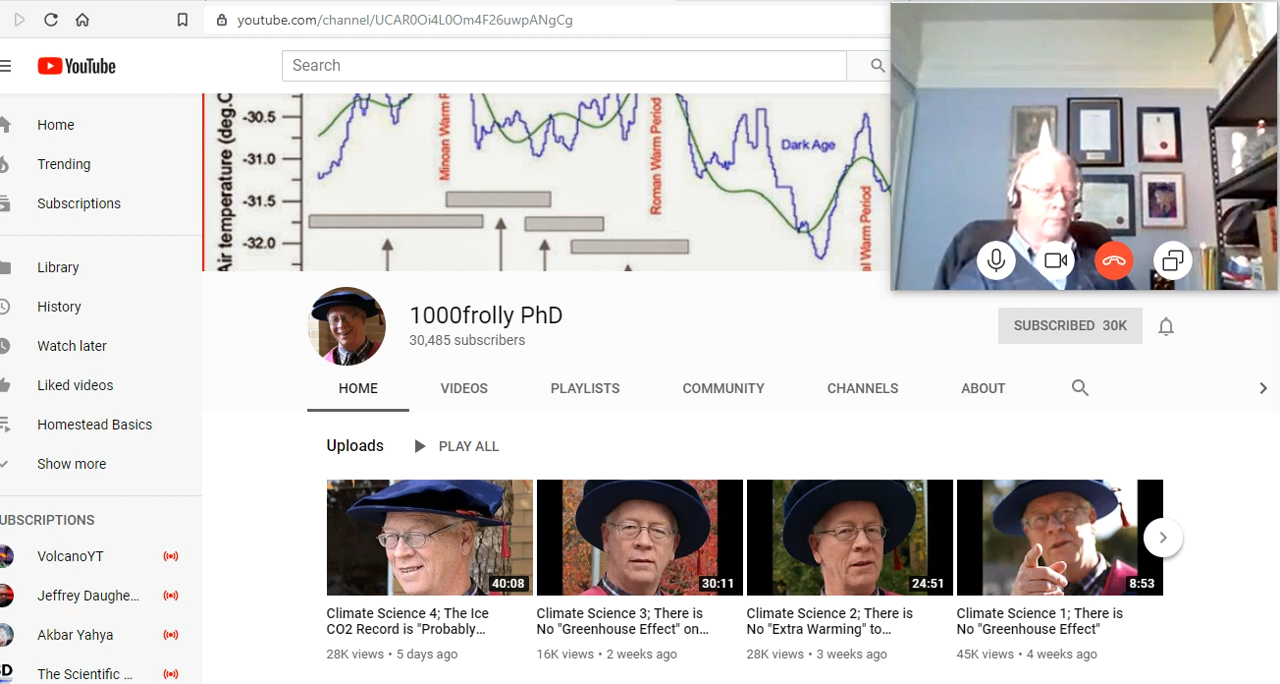 youtube.com/channel/UCAR0Oi4L0Om4F26uwpANgCg
YouTube
Search
Air temperature (deg.C
-30.5
-31.0
-31.5
-32.0
Minoan Warm P
Roman Warm Period
Dark Age
al Warm Period
Home
Trending
Subscriptions
Library
History
Watch later
Liked videos
Homestead Basics
Show more
UBSCRIPTIONS
VolcanoYT
Jeffrey Daughe...
Akbar Yahya
The Scientific ...
1000frolly PhD
30,485 subscribers
SUBSCRIBED 30K
HOME VIDEOS PLAYLISTS COMMUNITY CHANNELS ABOUT
Uploads PLAY ALL
40:08
Climate Science 4; The Ice
CO2 Record is "Probably...
28K views • 5 days ago
30:11
Climate Science 3; There is
No "Greenhouse Effect" on...
16K views • 2 weeks ago
24:51
Climate Science 2; There is
No "Extra Warming" to...
28K views • 3 weeks ago
8:53
Climate Science 1; There is
No "Greenhouse Effect"
45K views • 4 weeks ago